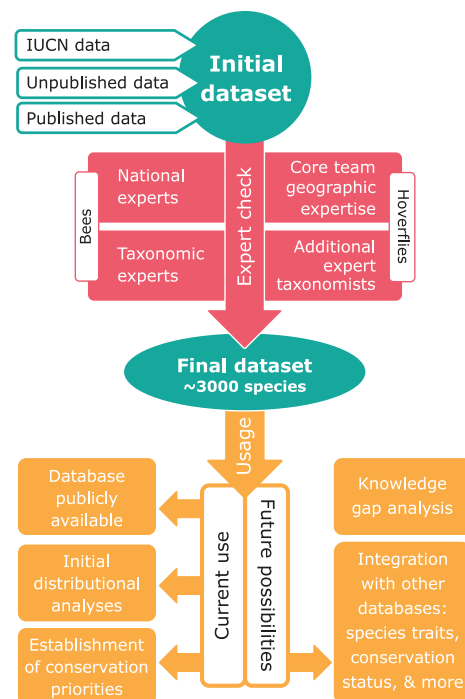 IUCN data
Unpublished data
Published data
Initial
dataset
Bees
National
experts
Taxonomic
experts
Expert check
Core team
geographic
expertise
Additional
expert
taxonomists
Hoverflies
Final dataset
~3000 species
Usage
Database
publicly
available
Initial
distributional
analyses
Establishment
of conservation
priorities
Current use
Future possibilities
Knowledge
gap analysis
Integration
with other
databases:
species traits,
conservation
status, & more